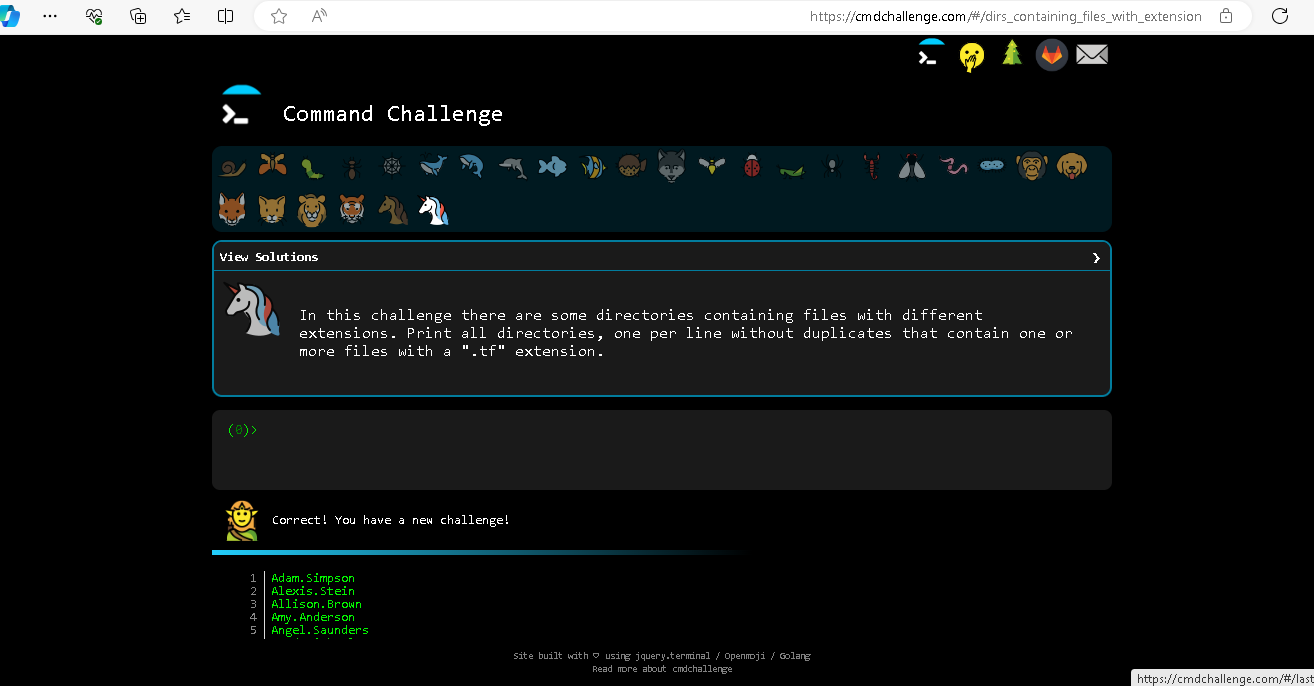 https://cmdchallenge.com/#/dirs_containing_files_with_extension
Command Challenge
View Solutions
In this challenge there are some directories containing files with different
extensions. Print all directories, one per line without duplicates that contain one or
more files with a ".tf" extension.
(0)>
Correct! You have a new challenge!
1 Adam.Simpson
2 Alexis.Stein
3 Allison.Brown
4 Amy.Anderson
5 Angel.Saunders
Site built with ♡ using jquery.terminal / Openmoji / Golang
Read more about cmdchallenge
https://cmdchallenge.com/#/last